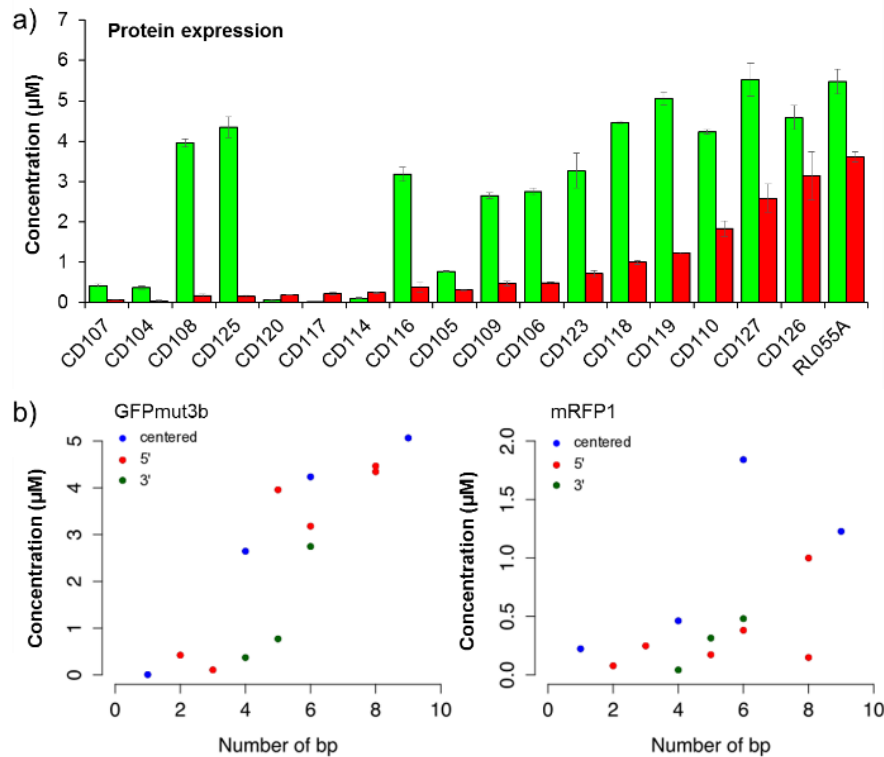 a)
Protein expression
Concentration (µM)
7
6
5
4
3
2
1
0
CD107
CD104
CD108
CD125
CD120
CD117
CD114
CD116
CD105
CD109
CD106
CD123
CD118
CD119
CD110
CD127
CD126
RL055A
b)
GFPmut3b
centered
5'
3'
Concentration (µM)
5
4
3
2
1
0
0 2 4 6 8 10
Number of bp
mRFP1
centered
5'
3'
Concentration (µM)
2.0
1.5
1.0
0.5
0.0
0 2 4 6 8 10
Number of bp